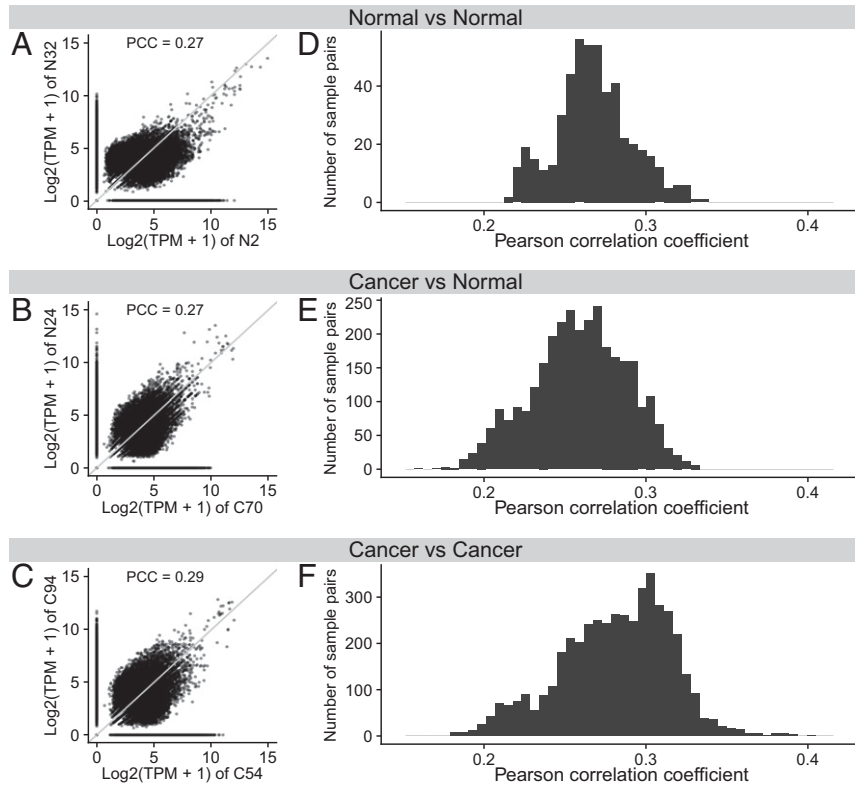 Normal vs Normal
A
Log2(TPM + 1) of N32
15
10
5
0
PCC = 0.27
0 5 10 15
Log2(TPM + 1) of N2
D
Number of sample pairs
40
20
0
0.2 0.3 0.4
Pearson correlation coefficient
Cancer vs Normal
B
Log2(TPM + 1) of N24
15
10
5
0
PCC = 0.27
0 5 10 15
Log2(TPM + 1) of C70
E
Number of sample pairs
250
200
150
100
50
0
0.2 0.3 0.4
Pearson correlation coefficient
Cancer vs Cancer
C
Log2(TPM + 1) of C94
15
10
5
0
PCC = 0.29
0 5 10 15
Log2(TPM + 1) of C54
F
Number of sample pairs
300
200
100
0
0.2 0.3 0.4
Pearson correlation coefficient